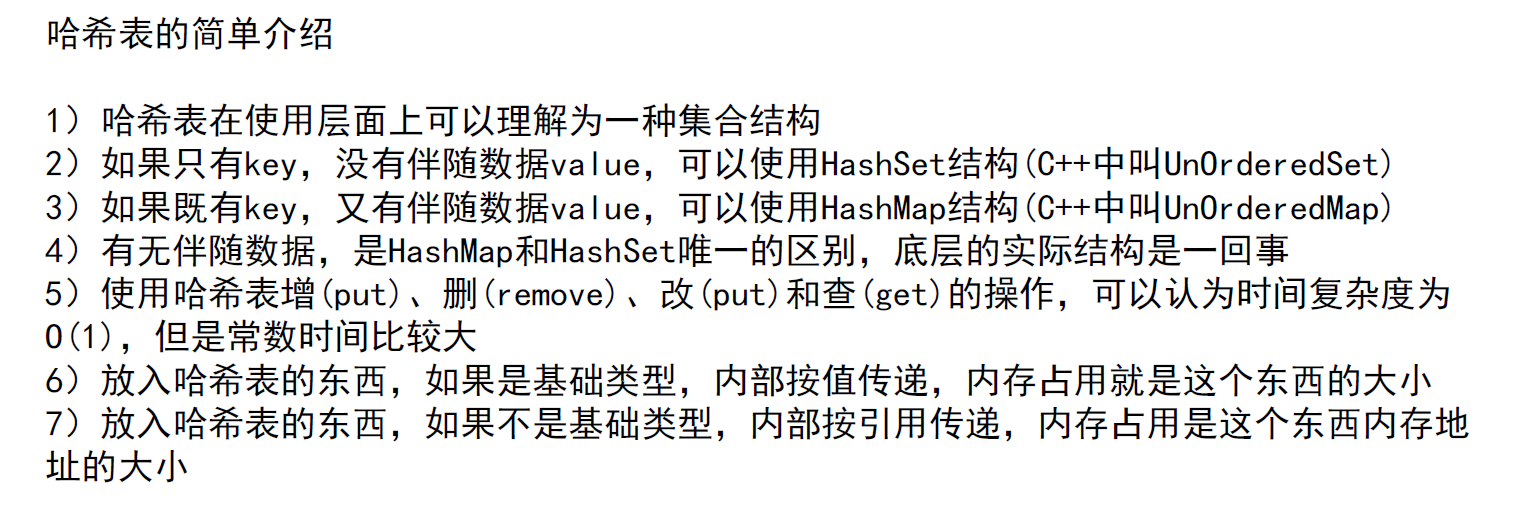 哈希表的简单介绍
1）哈希表在使用层面上可以理解为一种集合结构
2）如果只有key，没有伴随数据value，可以使用HashSet结构(C++中叫UnOrderedSet)
3）如果既有key，又有伴随数据value，可以使用HashMap结构(C++中叫UnOrderedMap)
4）有无伴随数据，是HashMap和HashSet唯一的区别，底层的实际结构是一回事
5）使用哈希表增(put)、删(remove)、改(put)和查(get)的操作，可以认为时间复杂度为
O(1)，但是常数时间比较大
6）放入哈希表的东西，如果是基础类型，内部按值传递，内存占用就是这个东西的大小
7）放入哈希表的东西，如果不是基础类型，内部按引用传递，内存占用是这个东西内存地
址的大小